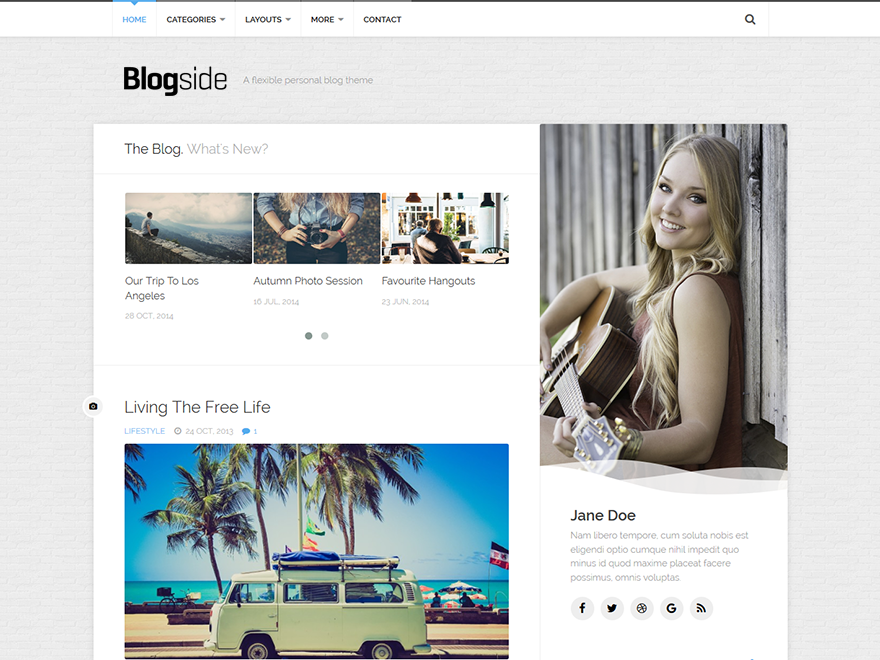 HOME CATEGORIES LAYOUTS MORE CONTACT
Blogside A flexible personal blog theme
The Blog. What's New?
Our Trip To Los
Angeles
28 OCT, 2014
Autumn Photo Session
16 JUL, 2014
Favourite Hangouts
23 JUN, 2014
Living The Free Life
LIFESTYLE 24 OCT, 2013 1
Jane Doe
Nam libero tempore, cum soluta nobis est
eligendi optio cumque nihil impedit quo
minus id quod maxime placeat facere
possimus, omnis voluptas.